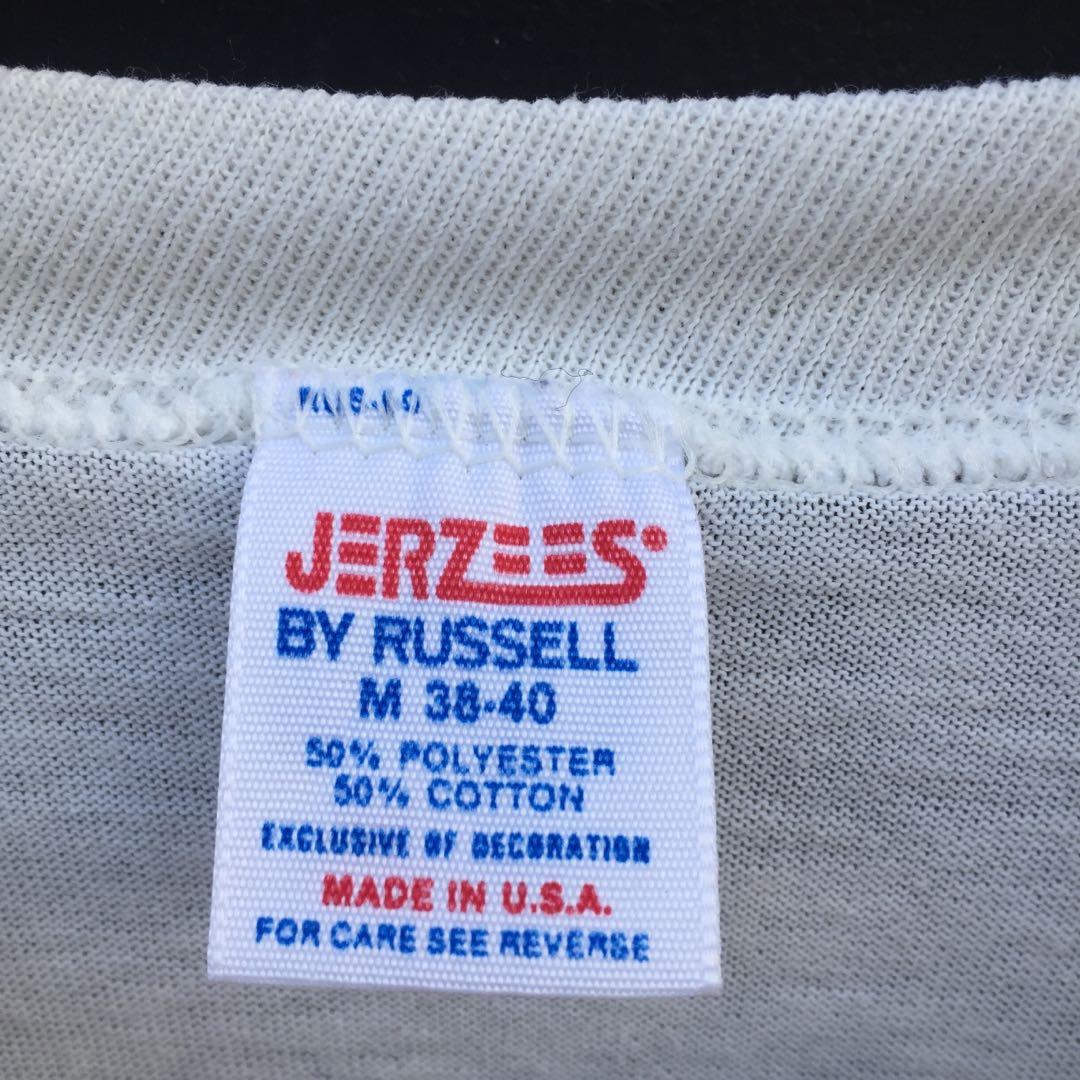 JERZEES®
BY RUSSELL
M 38-40
50% POLYESTER
50% COTTON
EXCLUSIVE OF DECORATION
MADE IN U.S.A.
FOR CARE SEE REVERSE